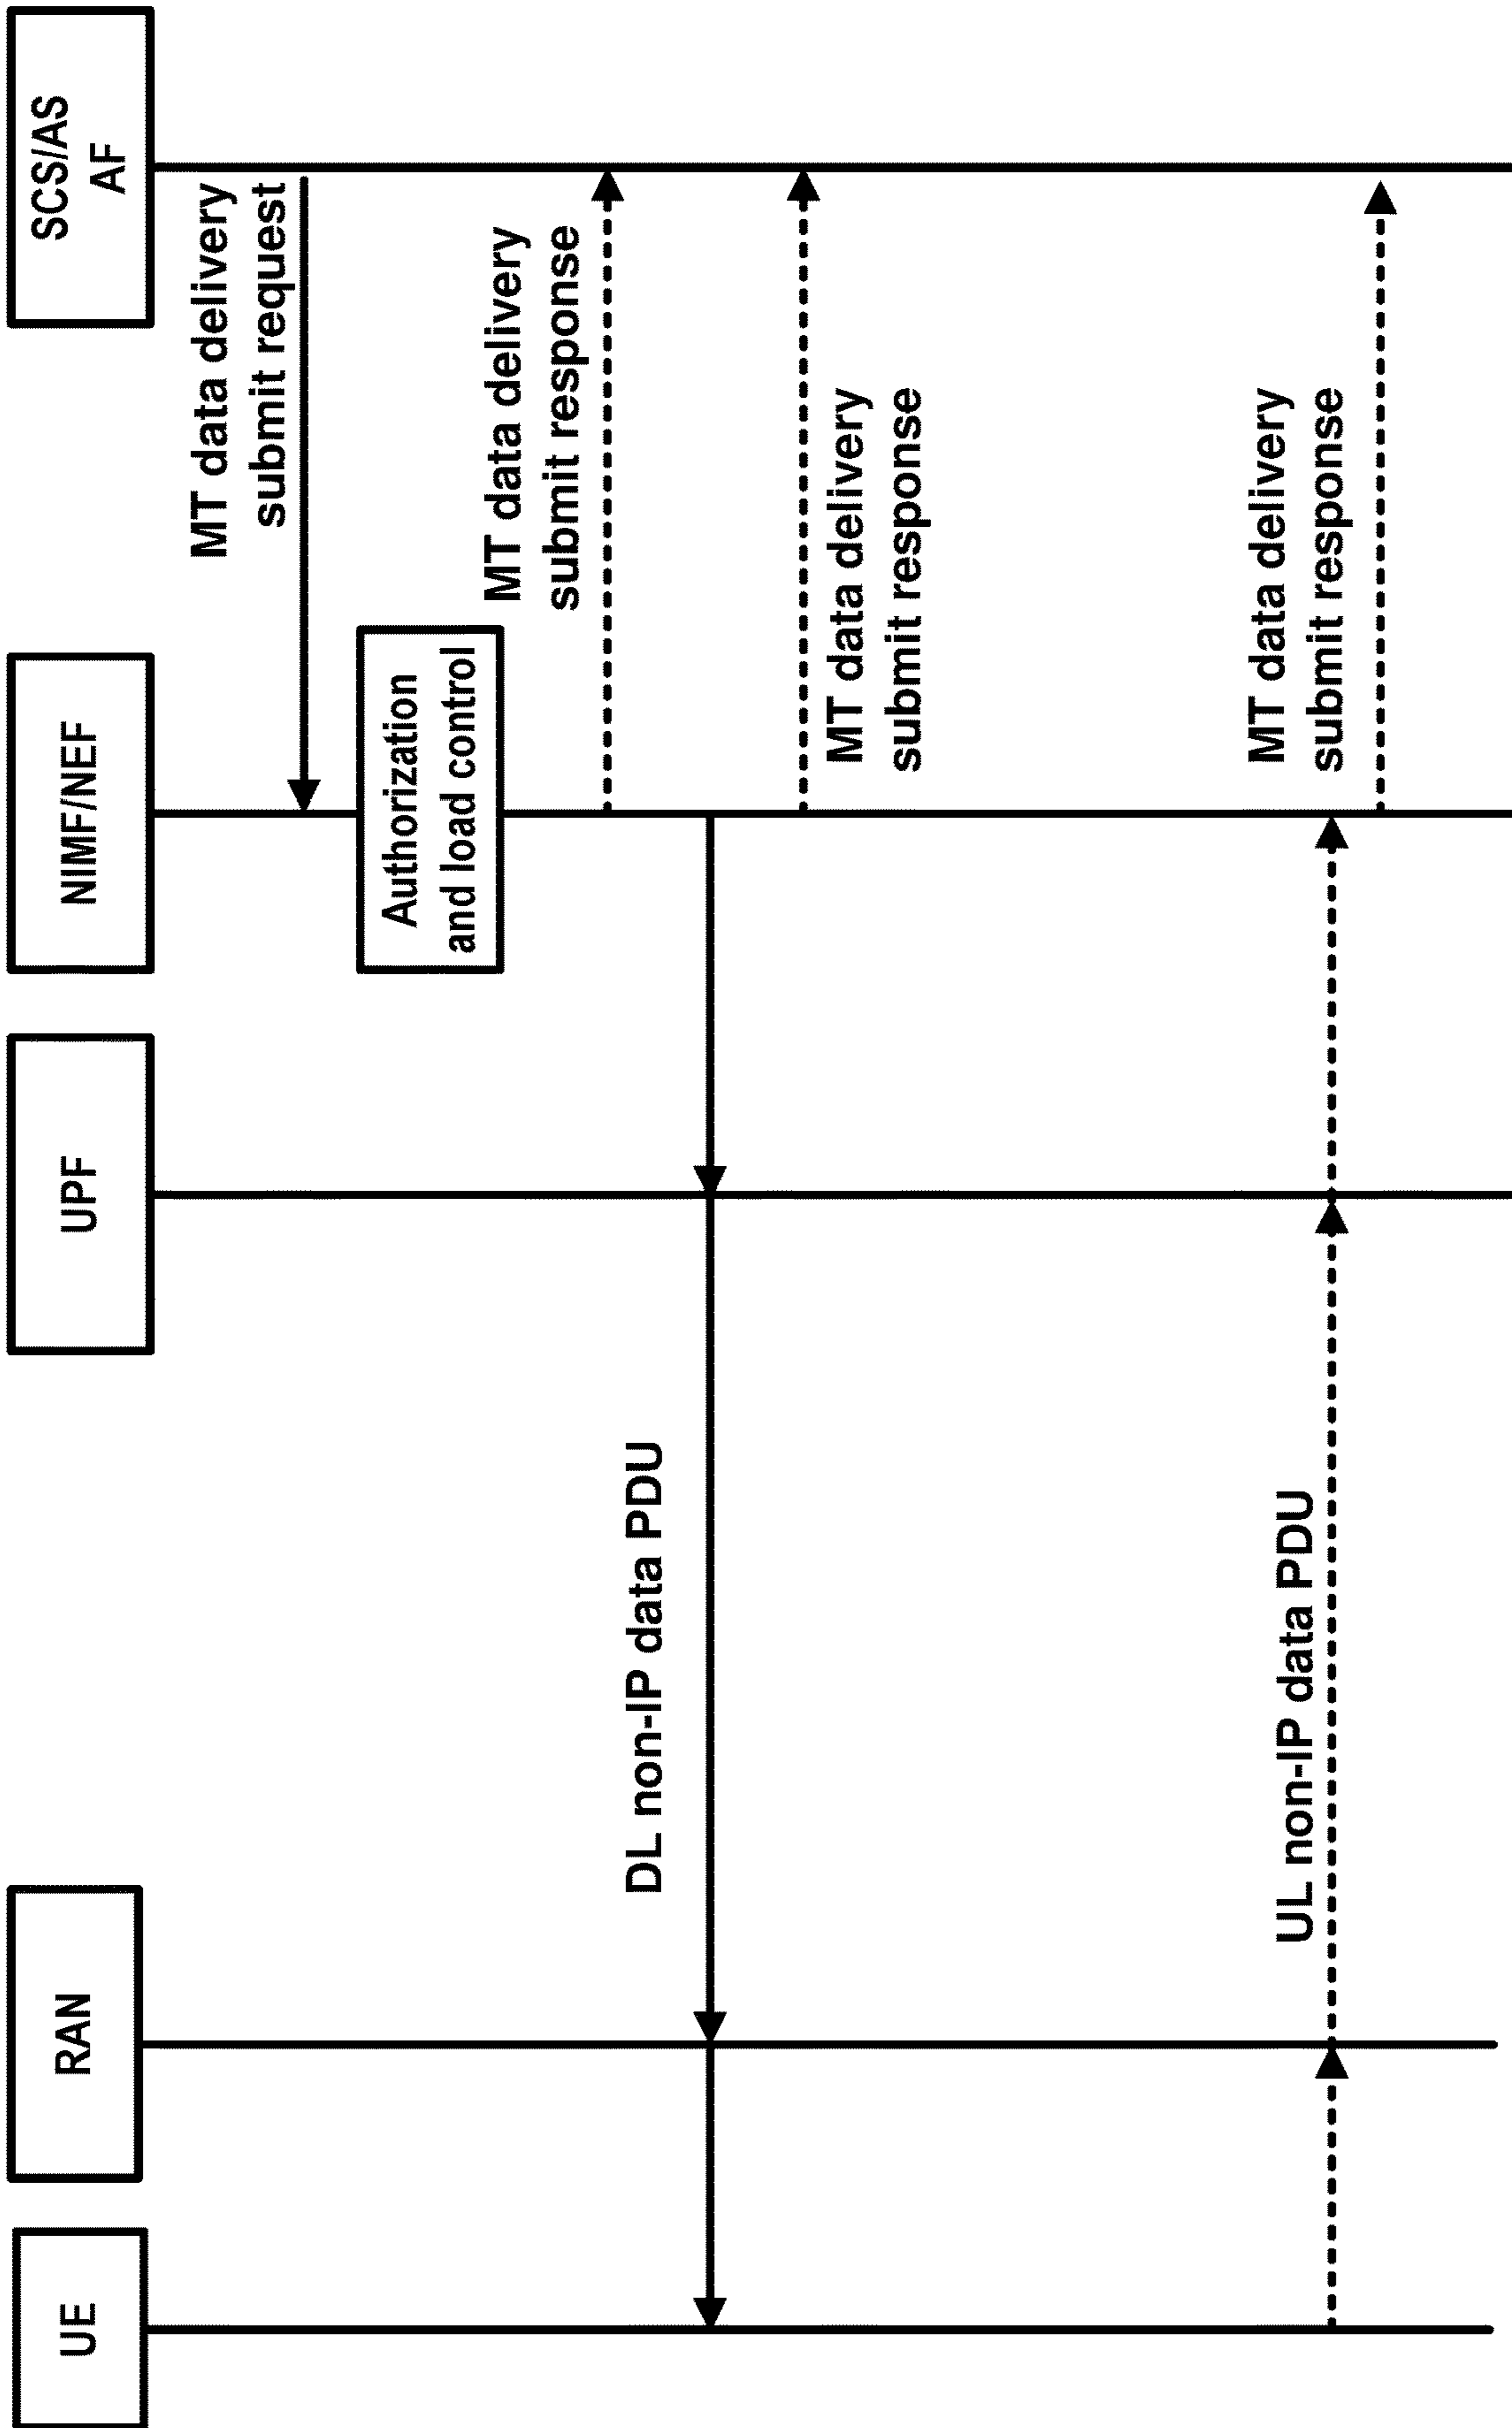 UE
RAN
UPF
NIMF/NEF
SCS/AS
AF
MT data delivery
submit request
Authorization
and load control
MT data delivery
submit response
DL non-IP data PDU
MT data delivery
submit response
UL non-IP data PDU
MT data delivery
submit response